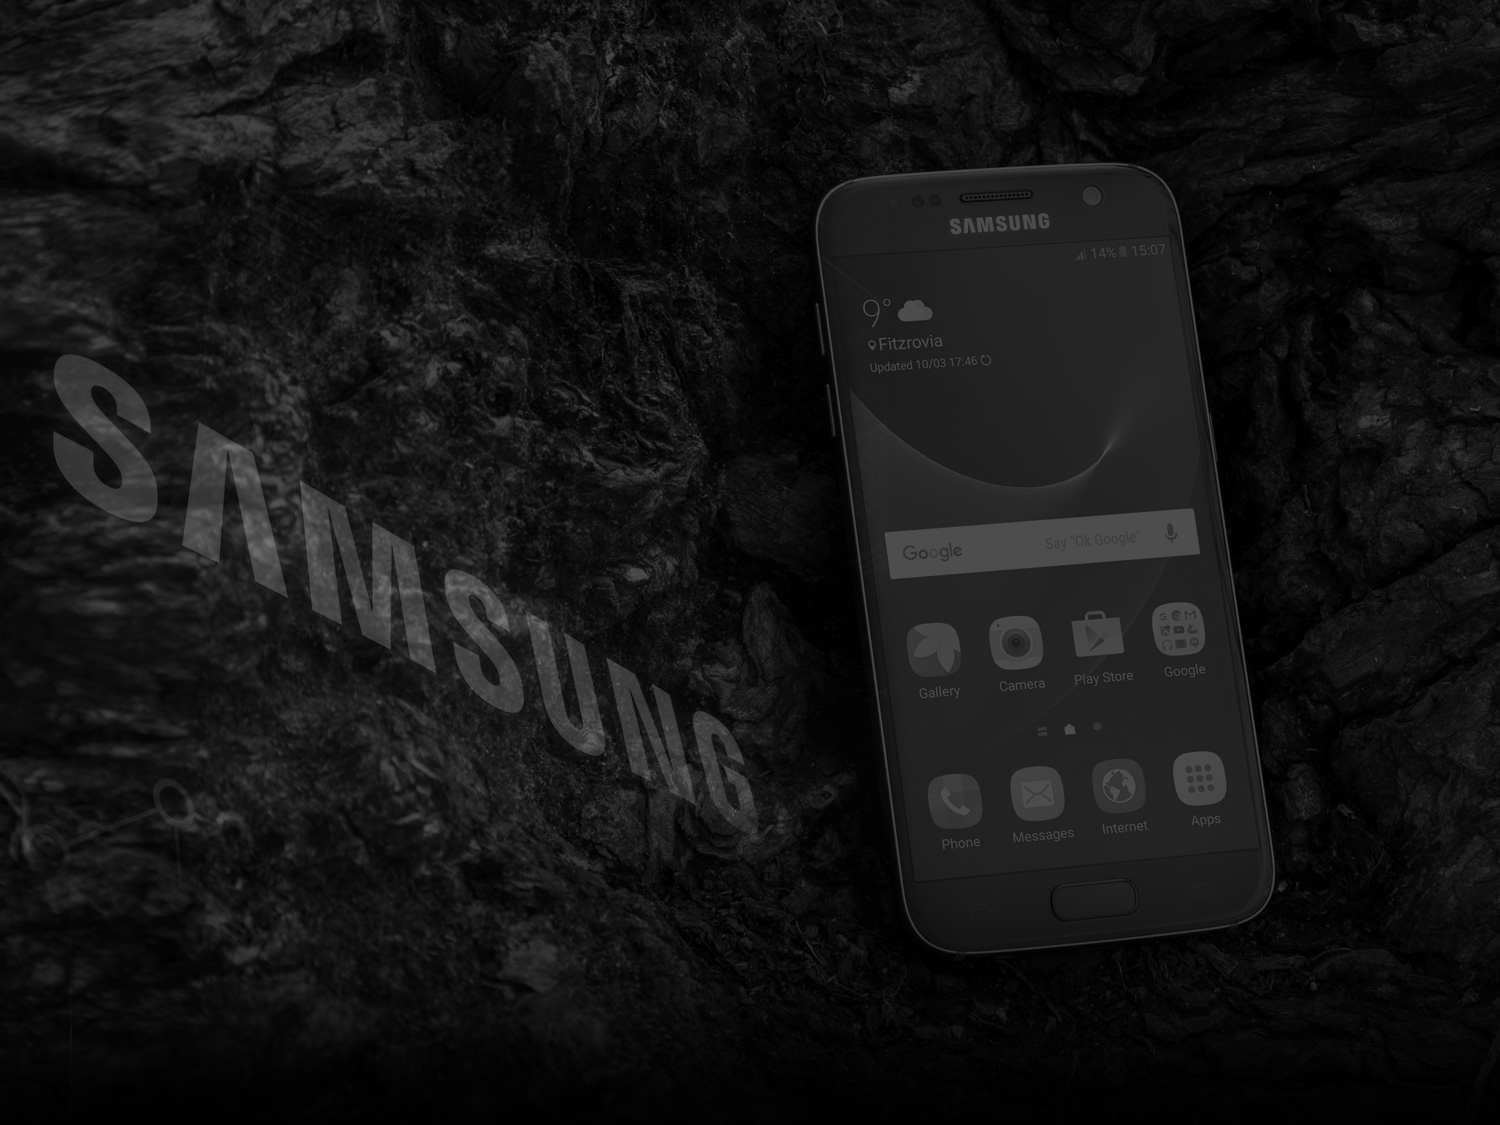 SAMSUNG
SAMSUNG
14% 15:07
9°
Fitzrovia
Updated 10/03 17:46
Google Say "Ok Google"
Gallery Camera Play Store Google
Phone Messages Internet Apps